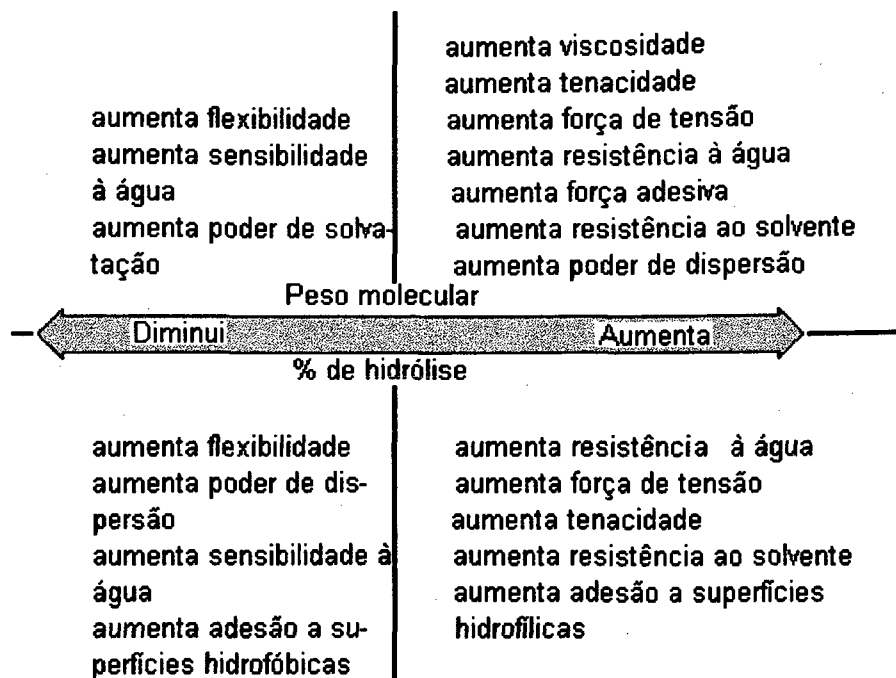 aumenta flexibilidade
aumenta sensibilidade
à água
aumenta poder de solva-
tação
aumenta viscosidade
aumenta tenacidade
aumenta força de tensão
aumenta resistência à água
aumenta força adesiva
aumenta resistência ao solvente
aumenta poder de dispersão
Peso molecular
Diminui
Aumenta
% de hidrólise
aumenta flexibilidade
aumenta poder de dis-
persão
aumenta sensibilidade à
água
aumenta adesão a su-
perfícies hidrofóbicas
aumenta resistência à água
aumenta força de tensão
aumenta tenacidade
aumenta resistência ao solvente
aumenta adesão a superfícies
hidrofílicas